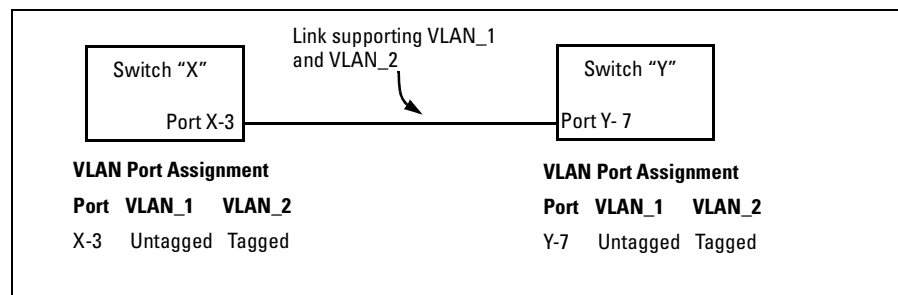 Link supporting VLAN_1
and VLAN_2
Switch “X”
Port X-3
Switch “Y”
Port Y- 7
VLAN Port Assignment
Port VLAN_1 VLAN_2
X-3 Untagged Tagged
VLAN Port Assignment
Port VLAN_1 VLAN_2
Y-7 Untagged Tagged